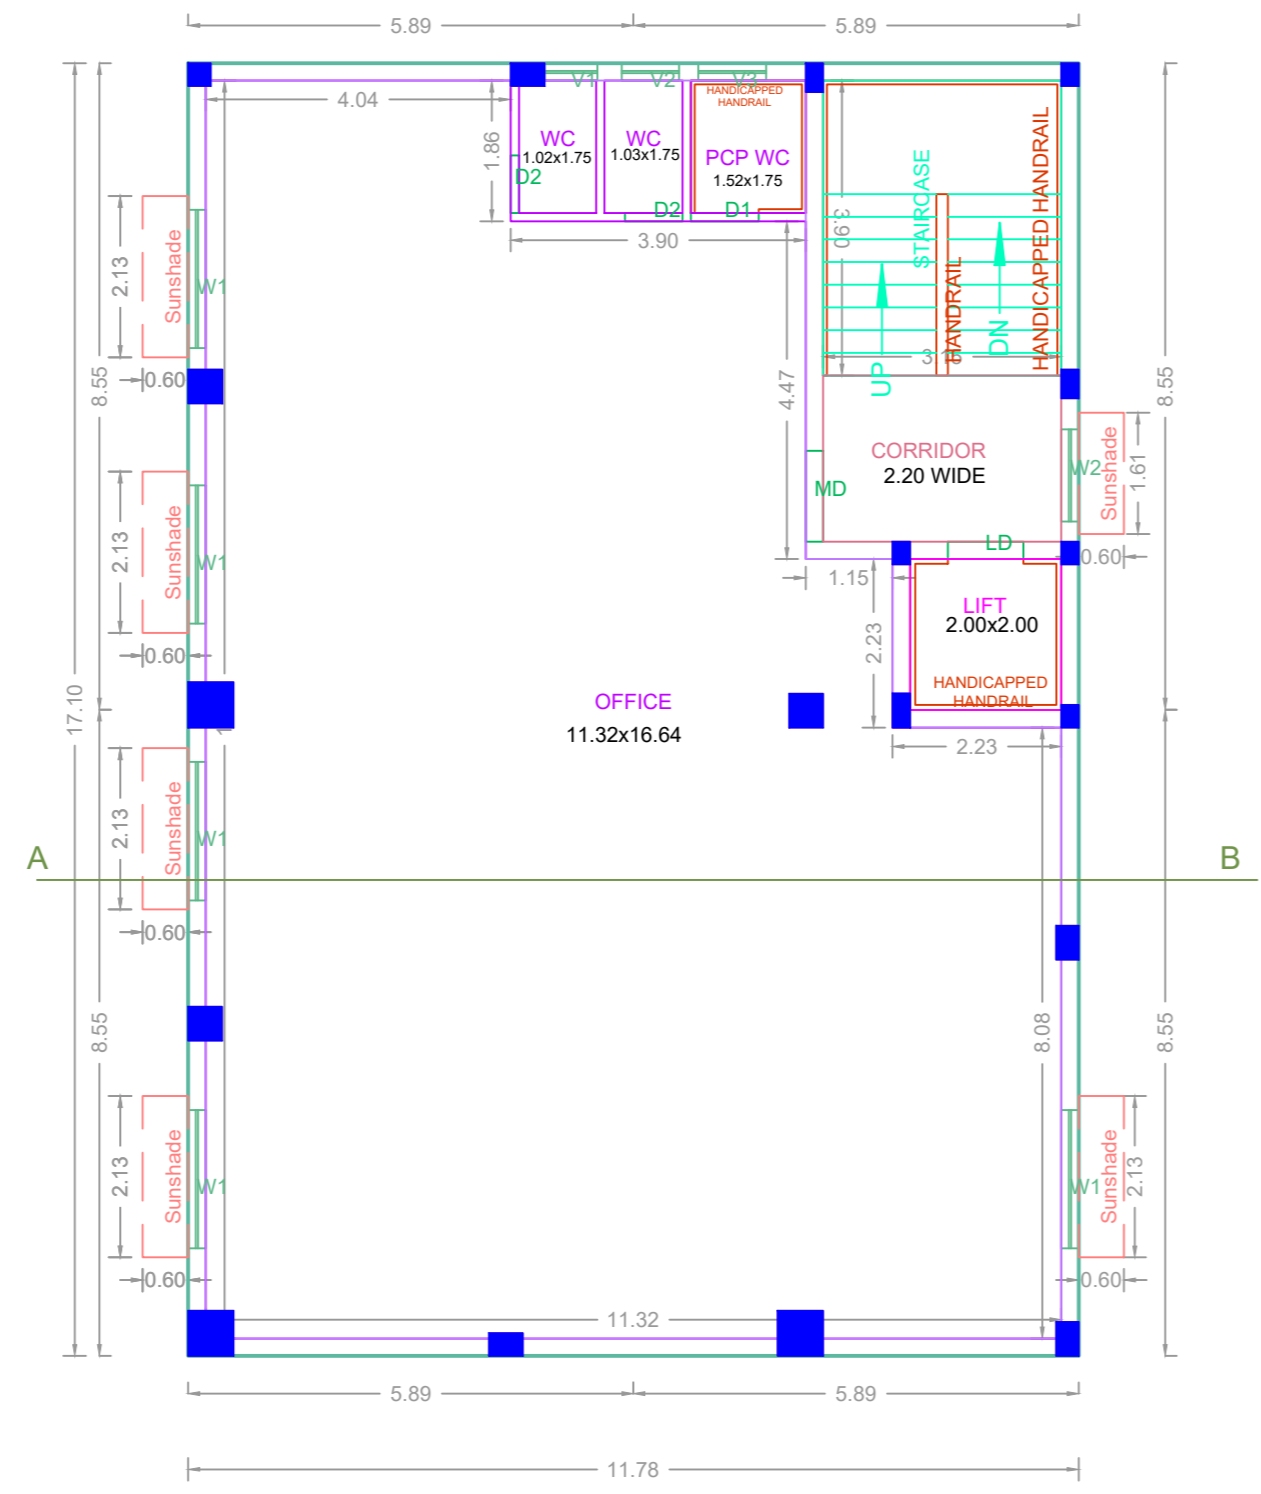 5.89
5.89
V1
V2
V3
4.04
HANDICAPPED
HANDRAIL
1.86
WC
1.02x1.75
WC
1.03x1.75
PCP WC
1.52x1.75
D2
D2
D1
3.90
3.90
STAIRCASE
HANDRAIL
HANDICAPPED HANDRAIL
UP
DN
2.13
Sunshade
W1
0.60
8.55
4.47
8.55
CORRIDOR
2.20 WIDE
MD
W2
Sunshade
1.61
0.60
LD
2.13
Sunshade
W1
0.60
1.15
LIFT
2.00x2.00
2.23
HANDICAPPED
HANDRAIL
17.10
OFFICE
11.32x16.64
2.23
2.13
Sunshade
W1
0.60
A
B
8.55
8.08
8.55
2.13
Sunshade
W1
0.60
W1
Sunshade
2.13
0.60
11.32
5.89
5.89
11.78